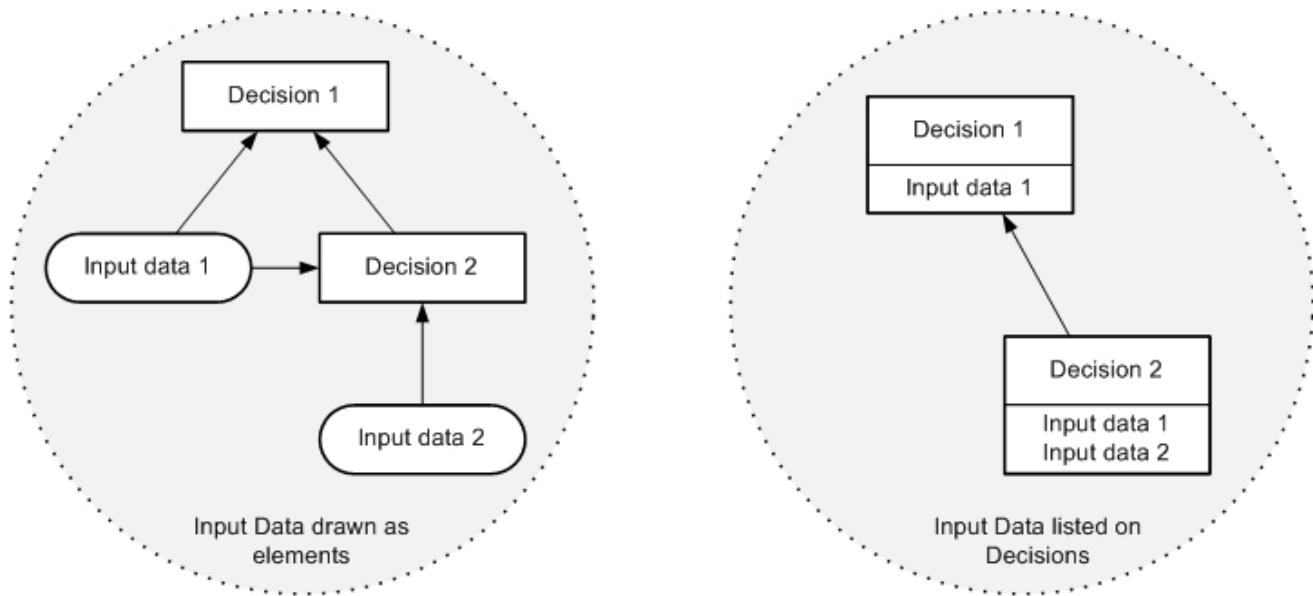 Decision 1
Input data 1
Decision 2
Input data 2
Input Data drawn as
elements
Decision 1
Input data 1
Decision 2
Input data 1
Input data 2
Input Data listed on
Decisions